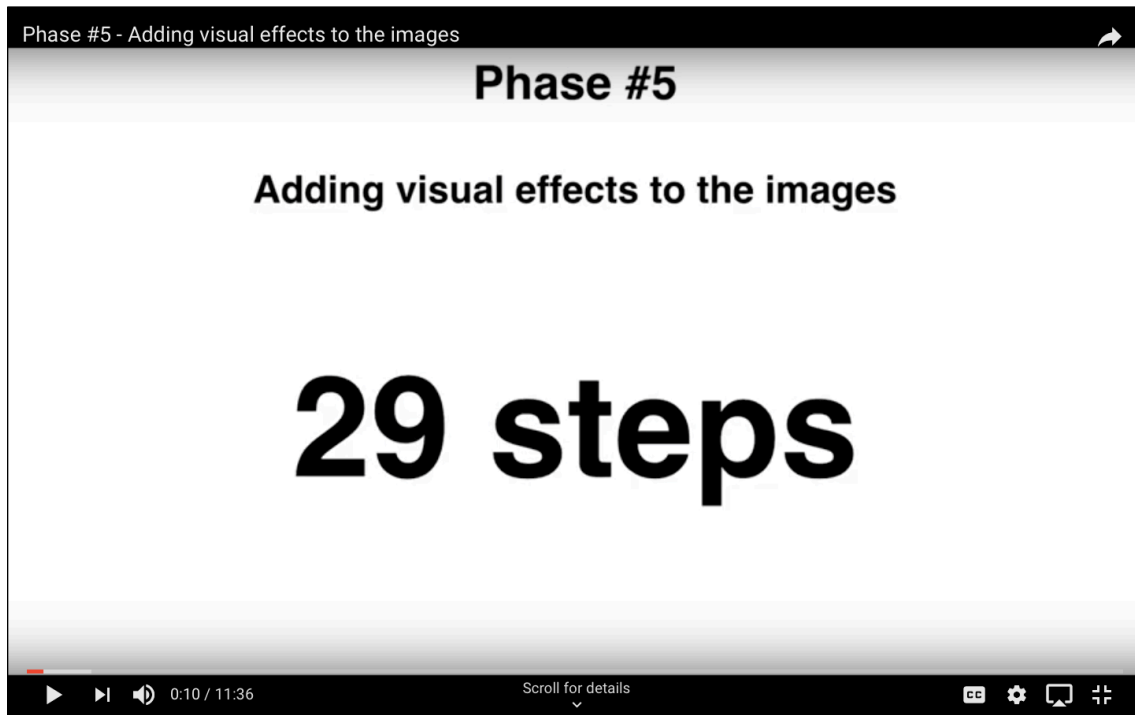 Phase #5 - Adding visual effects to the images
Phase #5
Adding visual effects to the images
29 steps
0:10 / 11:36
Scroll for details
CC